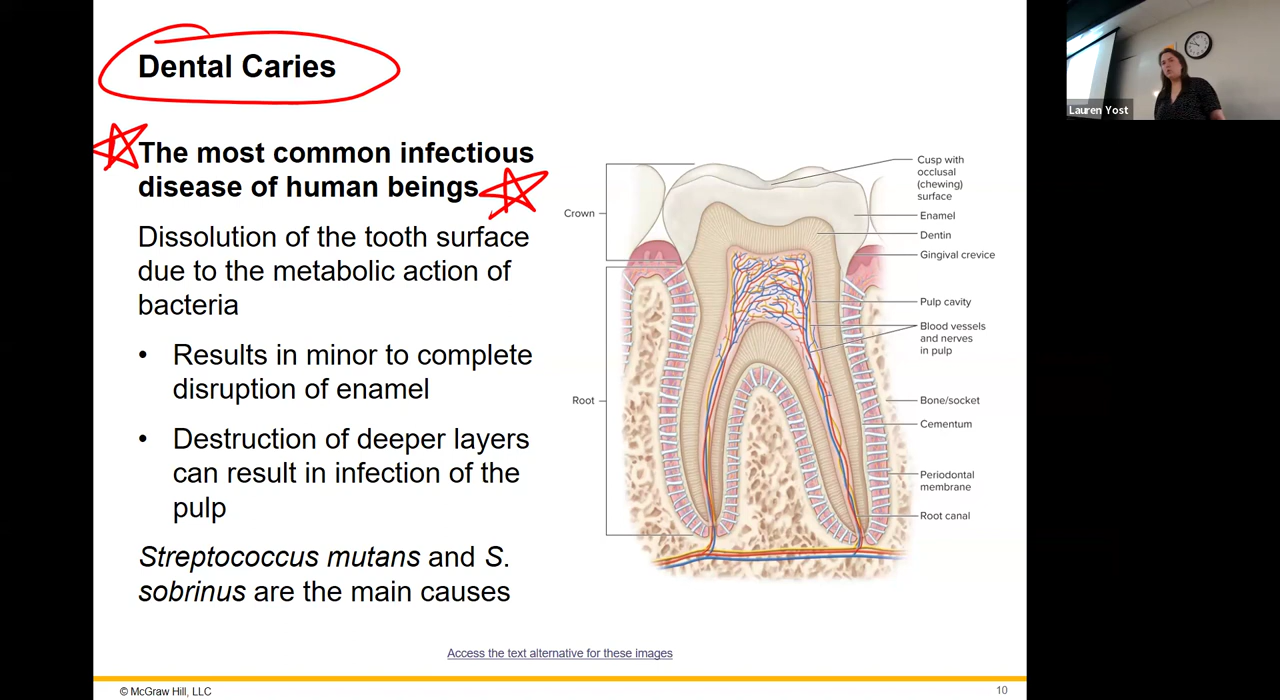 Dental Caries
The most common infectious
disease of human beings
Dissolution of the tooth surface
due to the metabolic action of
bacteria
• Results in minor to complete
disruption of enamel
• Destruction of deeper layers
can result in infection of the
pulp
Streptococcus mutans and S.
sobrinus are the main causes
Crown
Root
Cusp with
occlusal
(chewing)
surface
Enamel
Dentin
Gingival crevice
Pulp cavity
Blood vessels
and nerves
in pulp
Bone/socket
Cementum
Periodontal
membrane
Root canal
Access the text alternative for these images
© McGraw Hill, LLC
10
Lauren Yost